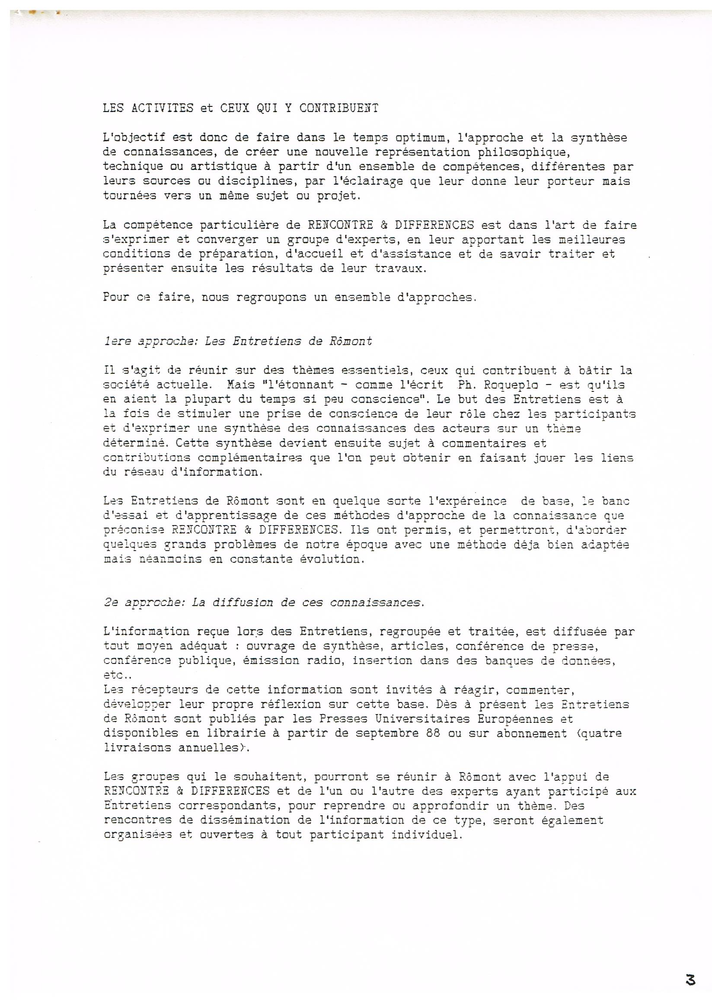 LES ACTIVITES et CEUX QUI Y CONTRIBUENT
L'objectif est donc de faire dans le temps optimum, l'approche et la synthèse
de connaissances, de créer une nouvelle représentation philosophique,
technique ou artistique à partir d'un ensemble de compétences, différentes par
leurs sources ou disciplines, par l'éclairage que leur donne leur porteur mais
tournées vers un même sujet ou projet.
La compétence particulière de RENCONTRE & DIFFERENCES est dans l'art de faire
s'exprimer et converger un groupe d'experts, en leur apportant les meilleures
conditions de préparation, d'accueil et d'assistance et de savoir traiter et
présenter ensuite les résultats de leur travaux.
Pour ce faire, nous regroupons un ensemble d'approches.
1ere approche: Les Entretiens de Rômont
Il s'agit de réunir sur des thèmes essentiels, ceux qui contribuent à bâtir la
société actuelle. Mais "l'étonnant - comme l'écrit Ph. Roqueplo - est qu'ils
en aient la plupart du temps si peu conscience". Le but des Entretiens est à
la fois de stimuler une prise de conscience de leur rôle chez les participants
et d'exprimer une synthèse des connaissances des acteurs sur un thème
déterminé. Cette synthèse devient ensuite sujet à commentaires et
contributions complémentaires que l'on peut obtenir en faisant jouer les liens
du réseau d'information.
Les Entretiens de Rômont sont en quelque sorte l'expéreince de base, le banc
d'essai et d'apprentissage de ces méthodes d'approche de la connaissance que
préconise RENCONTRE & DIFFERENCES. Ils ont permis, et permettront, d'aborder
quelques grands problèmes de notre époque avec une méthode déja bien adaptée
mais néanmoins en constante évolution.
2e approche: La diffusion de ces connaissances.
L'information reçue lors des Entretiens, regroupée et traitée, est diffusée par
tout moyen adéquat : ouvrage de synthèse, articles, conférence de presse,
conférence publique, émission radio, insertion dans des banques de données,
etc..
Les récepteurs de cette information sont invités à réagir, commenter,
développer leur propre réflexion sur cette base. Dès à présent les Entretiens
de Rômont sont publiés par les Presses Universitaires Européennes et
disponibles en librairie à partir de septembre 88 ou sur abonnement (quatre
livraisons annuelles).
Les groupes qui le souhaitent, pourront se réunir à Rômont avec l'appui de
RENCONTRE & DIFFERENCES et de l'un ou l'autre des experts ayant participé aux
Entretiens correspondants, pour reprendre ou approfondir un thème. Des
rencontres de dissémination de l'information de ce type, seront également
organisées et ouvertes à tout participant individuel.
3